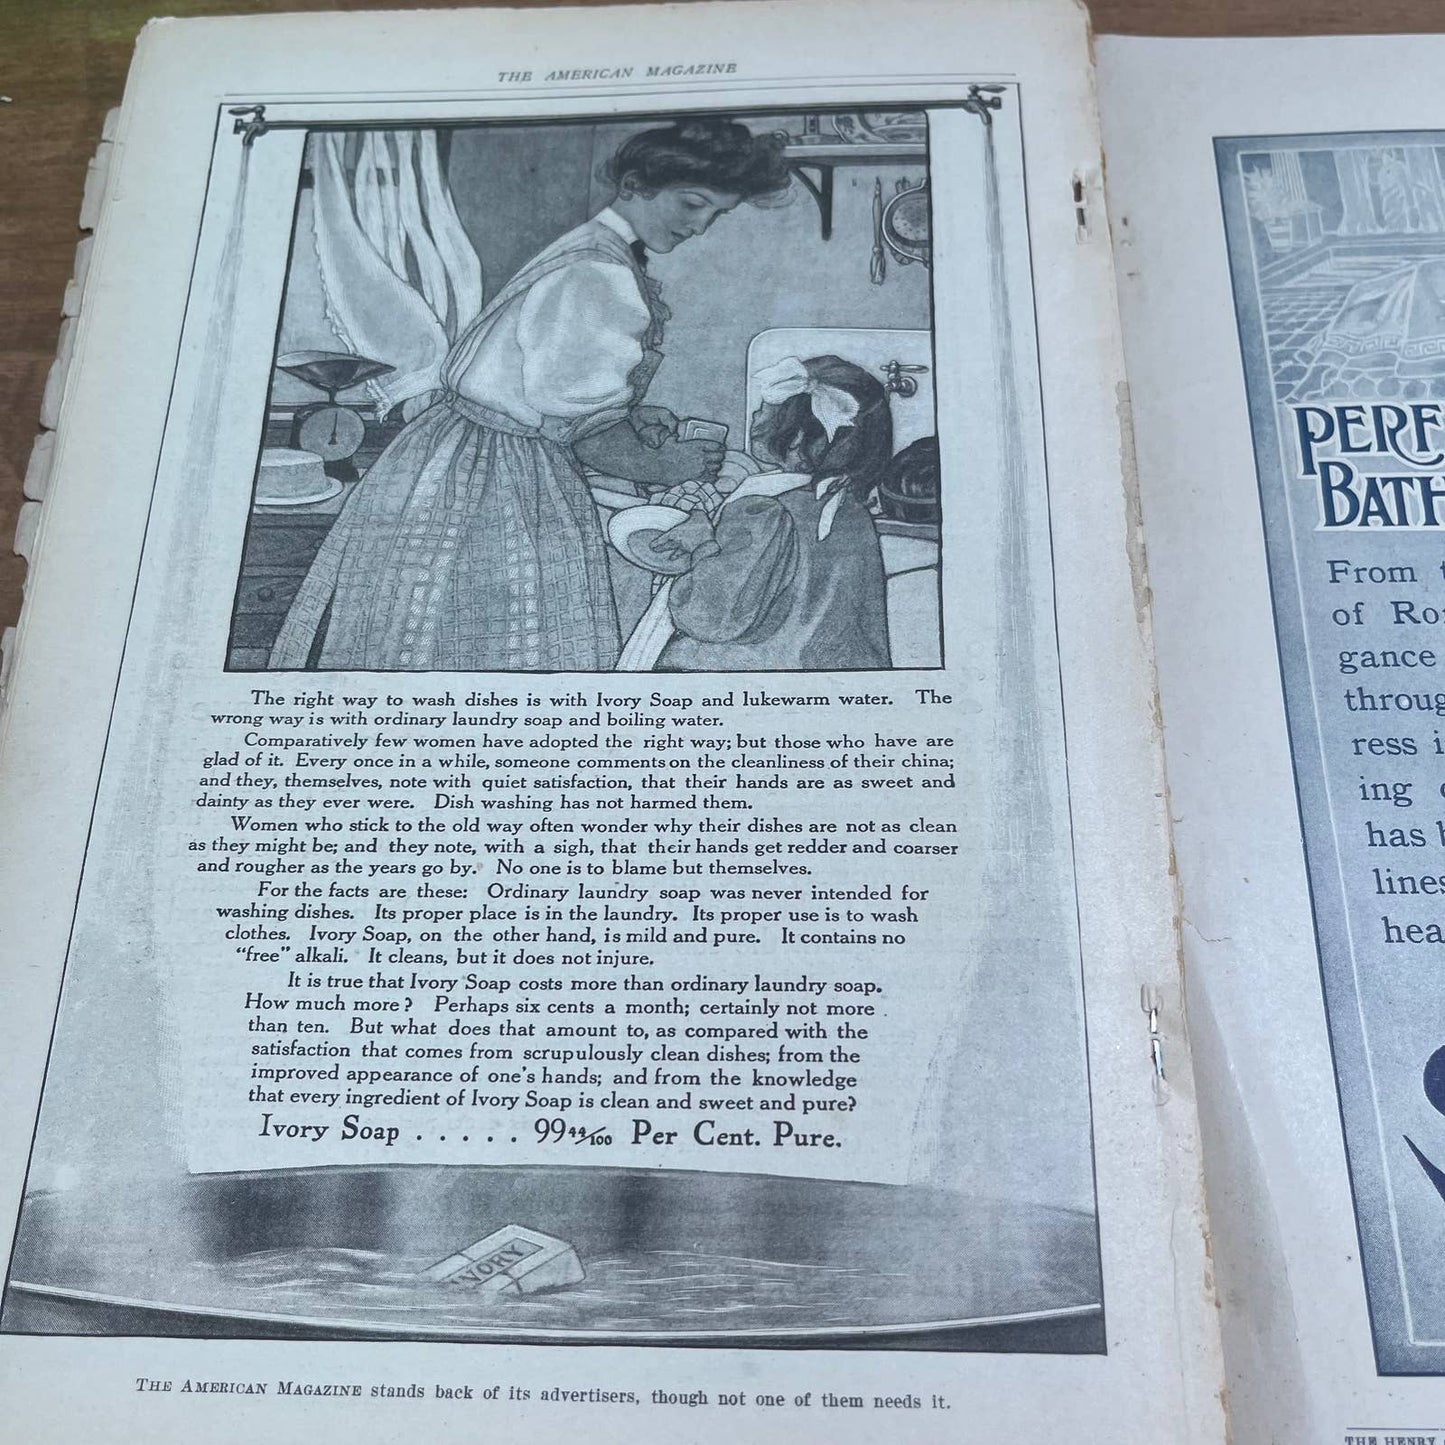 THE AMERICAN MAGAZINE
The right way to wash dishes is with Ivory Soap and lukewarm water. The
wrong way is with ordinary laundry soap and boiling water.
Comparatively few women have adopted the right way; but those who have are
glad of it. Every once in a while, someone comments on the cleanliness of their china;
and they, themselves, note with quiet satisfaction, that their hands are as sweet and
dainty as they ever were. Dish washing has not harmed them.
Women who stick to the old way often wonder why their dishes are not as clean
as they might be; and they note, with a sigh, that their hands get redder and coarser
and rougher as the years go by. No one is to blame but themselves.
For the facts are these: Ordinary laundry soap was never intended for
washing dishes. Its proper place is in the laundry. Its proper use is to wash
clothes. Ivory Soap, on the other hand, is mild and pure. It contains no
"free" alkali. It cleans, but it does not injure.
It is true that Ivory Soap costs more than ordinary laundry soap.
How much more? Perhaps six cents a month; certainly not more
than ten. But what does that amount to, as compared with the
satisfaction that comes from scrupulously clean dishes; from the
improved appearance of one's hands; and from the knowledge
that every ingredient of Ivory Soap is clean and sweet and pure?
Ivory Soap . . . . . 99 44/100 Per Cent. Pure.
IVORY
THE AMERICAN MAGAZINE stands back of its advertisers, though not one of them needs it.
PERF
BATH
From t
of Ro
gance
throug
ress i
ing
has b
lines
hea
THE HENRY